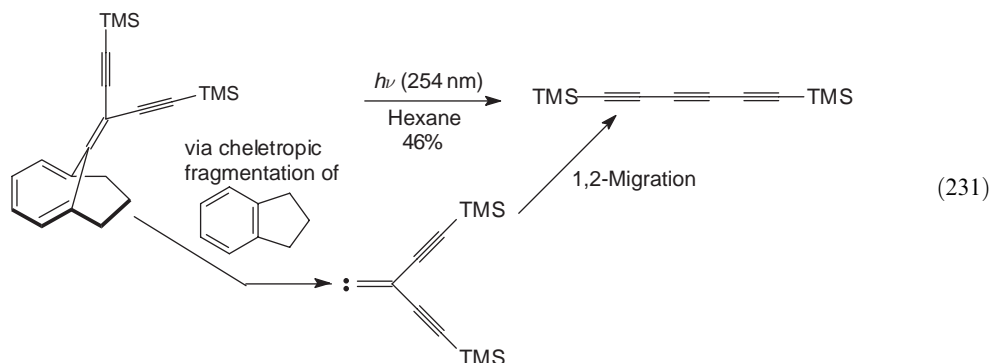 TMS
TMS
hν (254 nm)
Hexane
46%
TMS
TMS
via cheletropic
fragmentation of
1,2-Migration
(231)
TMS
TMS